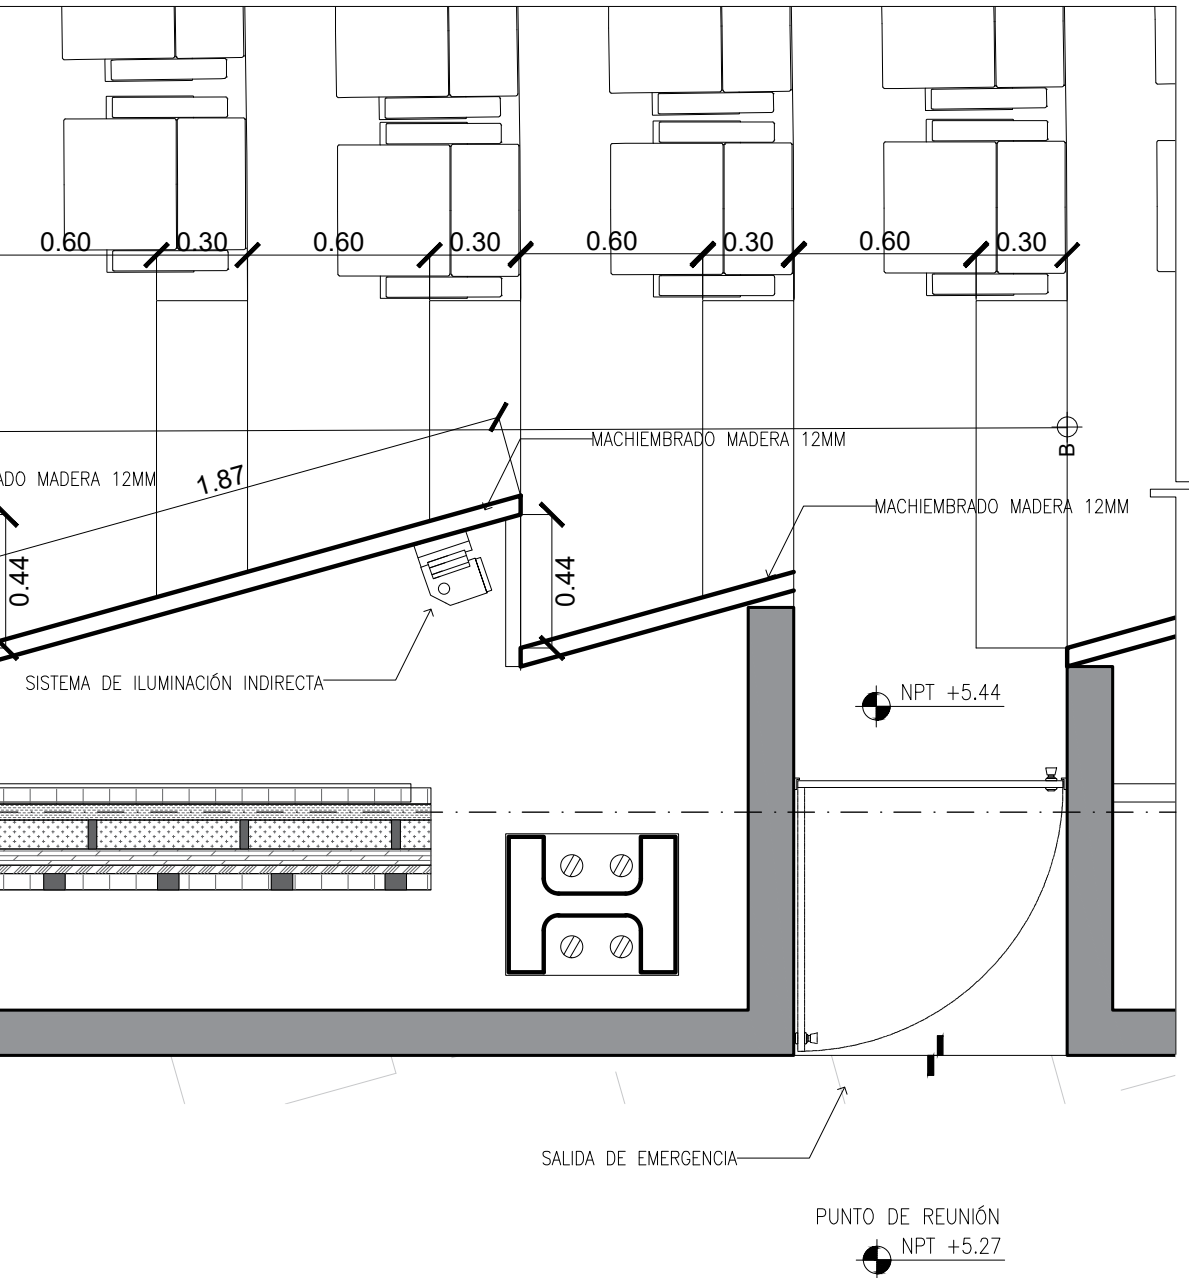 0.60 0.30 0.60 0.30 0.60 0.30 0.60 0.30
MACHIEMBRADO MADERA 12MM
B
ADO MADERA 12MM
1.87
MACHIEMBRADO MADERA 12MM
0.44
0.44
SISTEMA DE ILUMINACIÓN INDIRECTA
NPT +5.44
SALIDA DE EMERGENCIA
PUNTO DE REUNIÓN
NPT +5.27